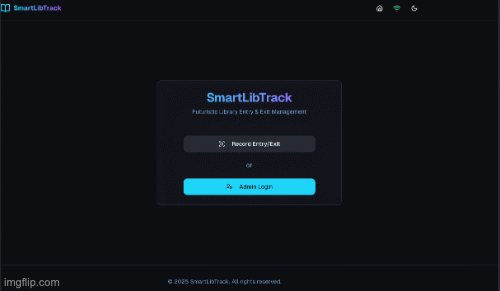 SmartLibTrack
SmartLibTrack
Futuristic Library Entry & Exit Management
Record Entry/Exit
or
Admin Login
© 2025 SmartLibTrack. All rights reserved.
imgflip.com